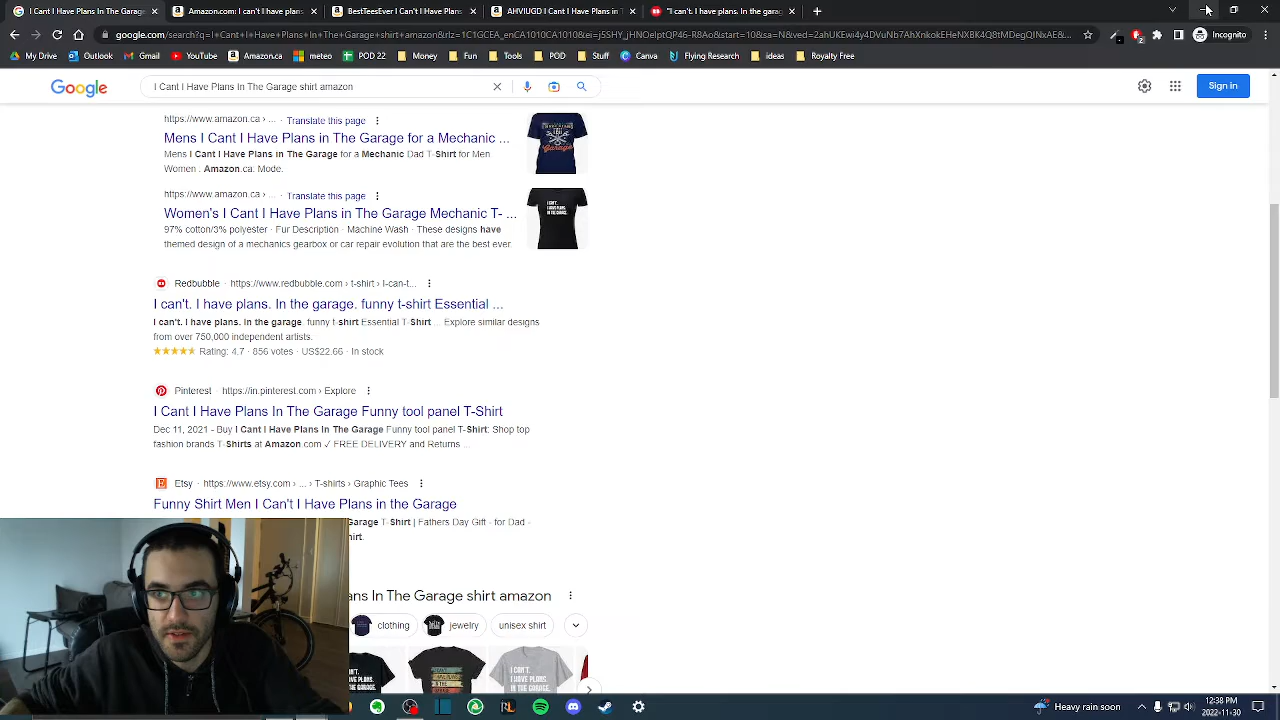 I Cant I Have Plans In The Garage
Amazon.com: I can't have plans
BestTeesEver I Can't I Have Plan
AHVIUGO I Cant I Have Plans in T
"I cant. I have plans in the garag
google.com
Incognito
My Drive
Outlook
Gmail
YouTube
Amazon
meteo
POD 22
Money
Fun
Tools
POD
Stuff
Canva
Flying Research
ideas
Royalty Free
Google
I Cant I Have Plans In The Garage shirt amazon
Sign in
https://www.amazon.ca › ... · Translate this page
Mens I Cant I Have Plans in The Garage for a Mechanic ...
Mens I Cant I Have Plans in The Garage for a Mechanic Dad T-Shirt for Men
Women : Amazon.ca: Mode.
https://www.amazon.ca › ... · Translate this page
Women's I Cant I Have Plans in The Garage Mechanic T- ...
97% cotton/3% polyester · Fur Description · Machine Wash · These designs have
themed design of a mechanics gearbox or car repair evolution that are the best ever.
Redbubble · https://www.redbubble.com › t-shirt › I-can-t...
I can't. I have plans. In the garage. funny t-shirt Essential ...
I can't. I have plans. In the garage. funny t-shirt Essential T-Shirt ... Explore similar designs
from over 750,000 independent artists.
Rating: 4.7 · 856 votes · US$22.66 · In stock
Pinterest · https://in.pinterest.com › Explore
I Cant I Have Plans In The Garage Funny tool panel T-Shirt
Dec 11, 2021 - Buy I Cant I Have Plans In The Garage Funny tool panel T-Shirt: Shop top
fashion brands T-Shirts at Amazon.com ✓ FREE DELIVERY and Returns ...
Etsy · https://www.etsy.com › ... › T-shirts › Graphic Tees
Funny Shirt Men I Can't I Have Plans in the Garage
Garage T-Shirt | Fathers Day Gift - for Dad -
hirt.
ans In The Garage shirt amazon
clothing
jewelry
unisex shirt
I CAN'T.
I HAVE PLANS
IN THE GARAGE.
Heavy rain soon
12:38 PM
2022-11-30